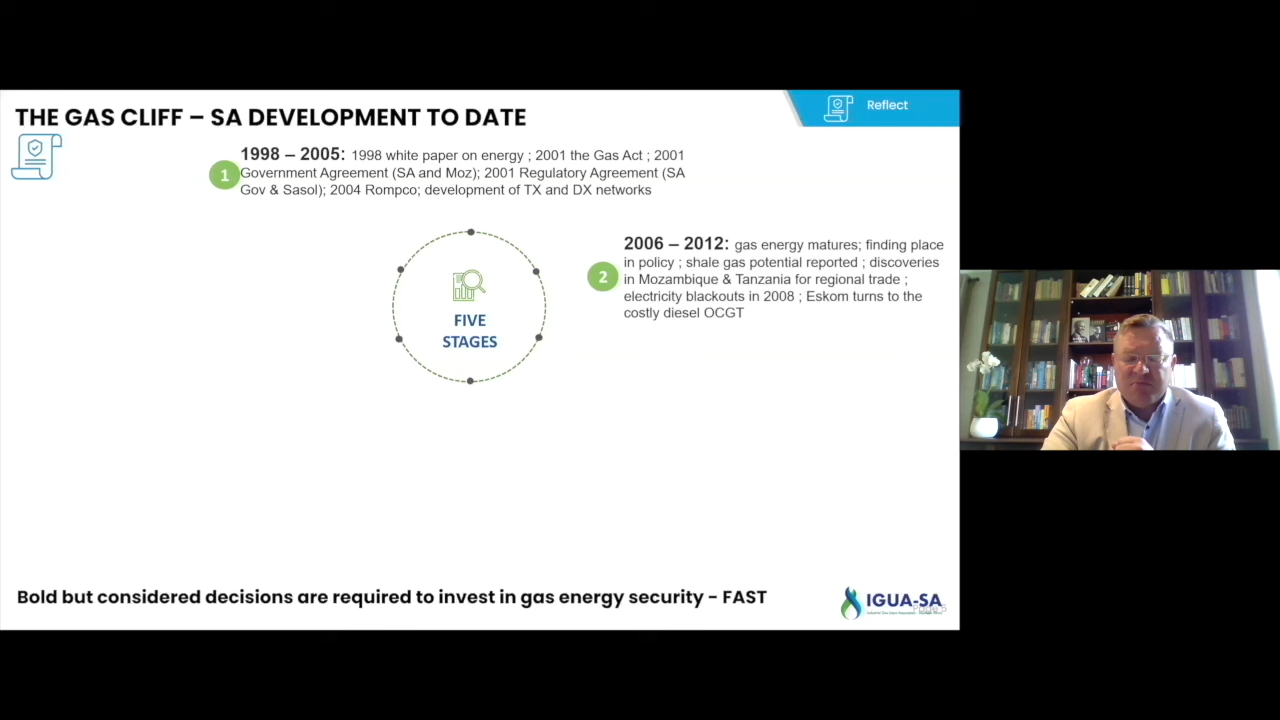 THE GAS CLIFF – SA DEVELOPMENT TO DATE
Reflect
1
1998 – 2005: 1998 white paper on energy ; 2001 the Gas Act ; 2001
Government Agreement (SA and Moz); 2001 Regulatory Agreement (SA
Gov & Sasol); 2004 Rompco; development of TX and DX networks
2
2006 – 2012: gas energy matures; finding place
in policy ; shale gas potential reported ; discoveries
in Mozambique & Tanzania for regional trade ;
electricity blackouts in 2008 ; Eskom turns to the
costly diesel OCGT
FIVE
STAGES
Bold but considered decisions are required to invest in gas energy security - FAST
IGUA-SA